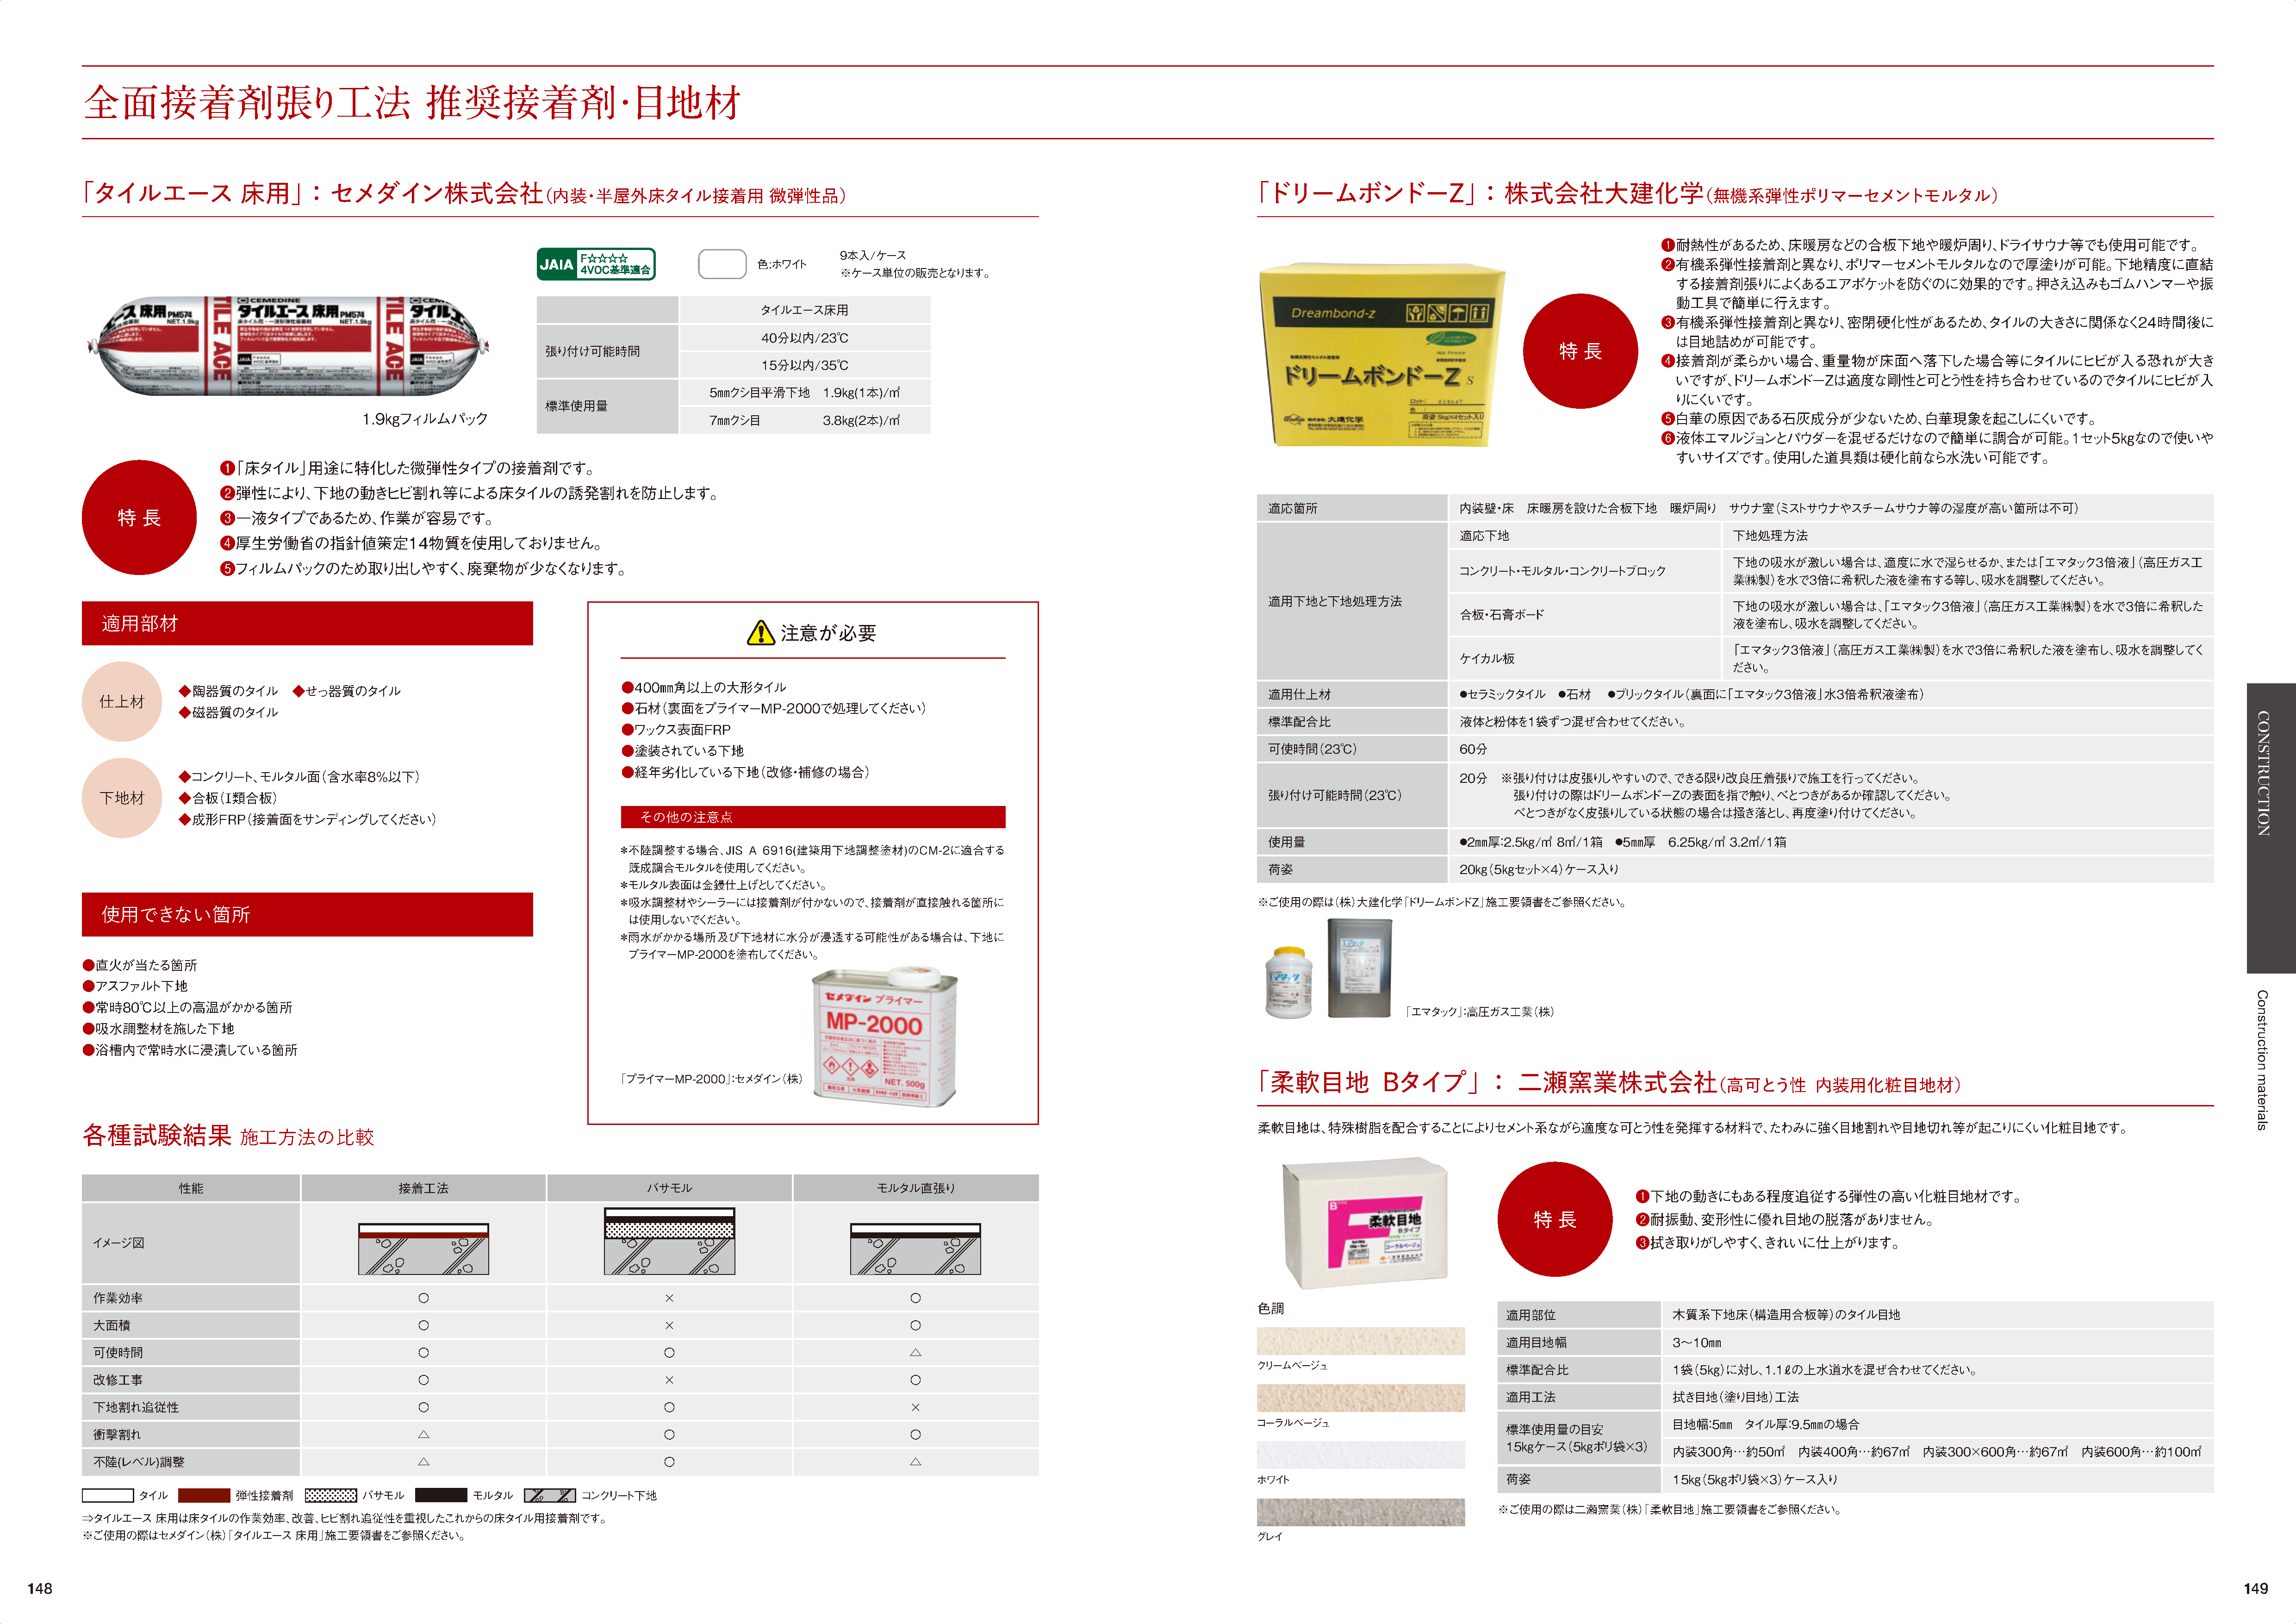 全面接着剤張り工法 推奨接着剤・目地材
「タイルエース 床用」：セメダイン株式会社（内装・半屋外床タイル接着用 微弾性品）
CEMEDINE
タイルエース 床用 PM574
NET.1.9kg
TILE ACE
1.9kgフィルムパック
JAIA F☆☆☆☆
4VOC基準適合
色;ホワイト
9本入/ケース
※ケース単位の販売となります。
タイルエース床用
張り付け可能時間
40分以内/23℃
15分以内/35℃
標準使用量
5㎜クシ目平滑下地 1.9kg(1本)/㎡
7㎜クシ目 3.8kg(2本)/㎡
特 長
❶「床タイル」用途に特化した微弾性タイプの接着剤です。
❷弾性により、下地の動きヒビ割れ等による床タイルの誘発割れを防止します。
❸一液タイプであるため、作業が容易です。
❹厚生労働省の指針値策定14物質を使用しておりません。
❺フィルムパックのため取り出しやすく、廃棄物が少なくなります。
適用部材
仕上材
◆陶器質のタイル ◆せっ器質のタイル
◆磁器質のタイル
下地材
◆コンクリート、モルタル面（含水率8%以下）
◆合板（Ⅰ類合板）
◆成形FRP（接着面をサンディングしてください）
使用できない箇所
●直火が当たる箇所
●アスファルト下地
●常時80℃以上の高温がかかる箇所
●吸水調整材を施した下地
●浴槽内で常時水に浸漬している箇所
注意が必要
●400㎜角以上の大形タイル
●石材（裏面をプライマーMP-2000で処理してください）
●ワックス表面FRP
●塗装されている下地
●経年劣化している下地（改修・補修の場合）
その他の注意点
＊不陸調整する場合、JIS A 6916(建築用下地調整塗材)のCM-2に適合する
既成調合モルタルを使用してください。
＊モルタル表面は金鏝仕上げとしてください。
＊吸水調整材やシーラーには接着剤が付かないので、接着剤が直接触れる箇所に
は使用しないでください。
＊雨水がかかる場所及び下地材に水分が浸透する可能性がある場合は、下地に
プライマーMP-2000を塗布してください。
セメダイン プライマー
MP-2000
NET. 500g
「プライマーMP-2000」：セメダイン（株）
各種試験結果 施工方法の比較
性能 接着工法 バサモル モルタル直張り
イメージ図
作業効率 ○ × ○
大面積 ○ × ○
可使時間 ○ ○ △
改修工事 ○ × ○
下地割れ追従性 ○ ○ ×
衝撃割れ △ ○ ○
不陸(レベル)調整 △ ○ △
タイル 弾性接着剤 バサモル モルタル コンクリート下地
⇒タイルエース 床用は床タイルの作業効率、改善、ヒビ割れ追従性を重視したこれからの床タイル用接着剤です。
※ご使用の際はセメダイン（株）「タイルエース 床用」施工要領書をご参照ください。
148
「ドリームボンドーZ」：株式会社大建化学（無機系弾性ポリマーセメントモルタル）
Dreambond-z
ドリームボンドーZ S
株式会社 大建化学
荷姿 5kg×4セット入り
特 長
❶耐熱性があるため、床暖房などの合板下地や暖炉周り、ドライサウナ等でも使用可能です。
❷有機系弾性接着剤と異なり、ポリマーセメントモルタルなので厚塗りが可能。下地精度に直結
する接着剤張りによくあるエアポケットを防ぐのに効果的です。押さえ込みもゴムハンマーや振
動工具で簡単に行えます。
❸有機系弾性接着剤と異なり、密閉硬化性があるため、タイルの大きさに関係なく24時間後に
は目地詰めが可能です。
❹接着剤が柔らかい場合、重量物が床面へ落下した場合等にタイルにヒビが入る恐れが大き
いですが、ドリームボンドーZは適度な剛性と可とう性を持ち合わせているのでタイルにヒビが入
りにくいです。
❺白華の原因である石灰成分が少ないため、白華現象を起こしにくいです。
❻液体エマルジョンとパウダーを混ぜるだけなので簡単に調合が可能。1セット5㎏なので使いや
すいサイズです。使用した道具類は硬化前なら水洗い可能です。
適応箇所 内装壁・床 床暖房を設けた合板下地 暖炉周り サウナ室（ミストサウナやスチームサウナ等の湿度が高い箇所は不可）
適用下地と下地処理方法
適応下地 下地処理方法
コンクリート・モルタル・コンクリートブロック
下地の吸水が激しい場合は、適度に水で湿らせるか、または「エマタック3倍液」（高圧ガス工
業㈱製）を水で3倍に希釈した液を塗布する等し、吸水を調整してください。
合板・石膏ボード
下地の吸水が激しい場合は、「エマタック3倍液」（高圧ガス工業㈱製）を水で3倍に希釈した
液を塗布し、吸水を調整してください。
ケイカル板
「エマタック3倍液」（高圧ガス工業㈱製）を水で3倍に希釈した液を塗布し、吸水を調整してく
ださい。
適用仕上材 ●セラミックタイル ●石材 ●ブリックタイル（裏面に「エマタック3倍液」水3倍希釈液塗布）
標準配合比 液体と粉体を1袋ずつ混ぜ合わせてください。
可使時間（23℃） 60分
張り付け可能時間（23℃）
20分 ※張り付けは皮張りしやすいので、できる限り改良圧着張りで施工を行ってください。
張り付けの際はドリームボンドーZの表面を指で触り、べとつきがあるか確認してください。
べとつきがなく皮張りしている状態の場合は掻き落とし、再度塗り付けてください。
使用量 ●2㎜厚：2.5kg/㎡ 8㎡/1箱 ●5㎜厚 6.25kg/㎡ 3.2㎡/1箱
荷姿 20㎏（5㎏セット×4）ケース入り
※ご使用の際は（株）大建化学「ドリームボンドZ」施工要領書をご参照ください。
エマタック
「エマタック」：高圧ガス工業（株）
「柔軟目地 Bタイプ」： 二瀬窯業株式会社（高可とう性 内装用化粧目地材）
柔軟目地は、特殊樹脂を配合することによりセメント系ながら適度な可とう性を発揮する材料で、たわみに強く目地割れや目地切れ等が起こりにくい化粧目地です。
B
柔軟目地
Bタイプ
コーラルベージュ
特 長
❶下地の動きにもある程度追従する弾性の高い化粧目地材です。
❷耐振動、変形性に優れ目地の脱落がありません。
❸拭き取りがしやすく、きれいに仕上がります。
色調
クリームベージュ
コーラルベージュ
ホワイト
グレイ
適用部位 木質系下地床（構造用合板等）のタイル目地
適用目地幅 3～10㎜
標準配合比 1袋（5kg）に対し、1.1ℓの上水道水を混ぜ合わせてください。
適用工法 拭き目地（塗り目地）工法
標準使用量の目安
15kgケース（5kgポリ袋×3）
目地幅：5㎜ タイル厚：9.5㎜の場合
内装300角…約50㎡ 内装400角…約67㎡ 内装300×600角…約67㎡ 内装600角…約100㎡
荷姿 15㎏（5㎏ポリ袋×3）ケース入り
※ご使用の際は二瀬窯業（株）「柔軟目地」施工要領書をご参照ください。
CONSTRUCTION
Construction materials
149